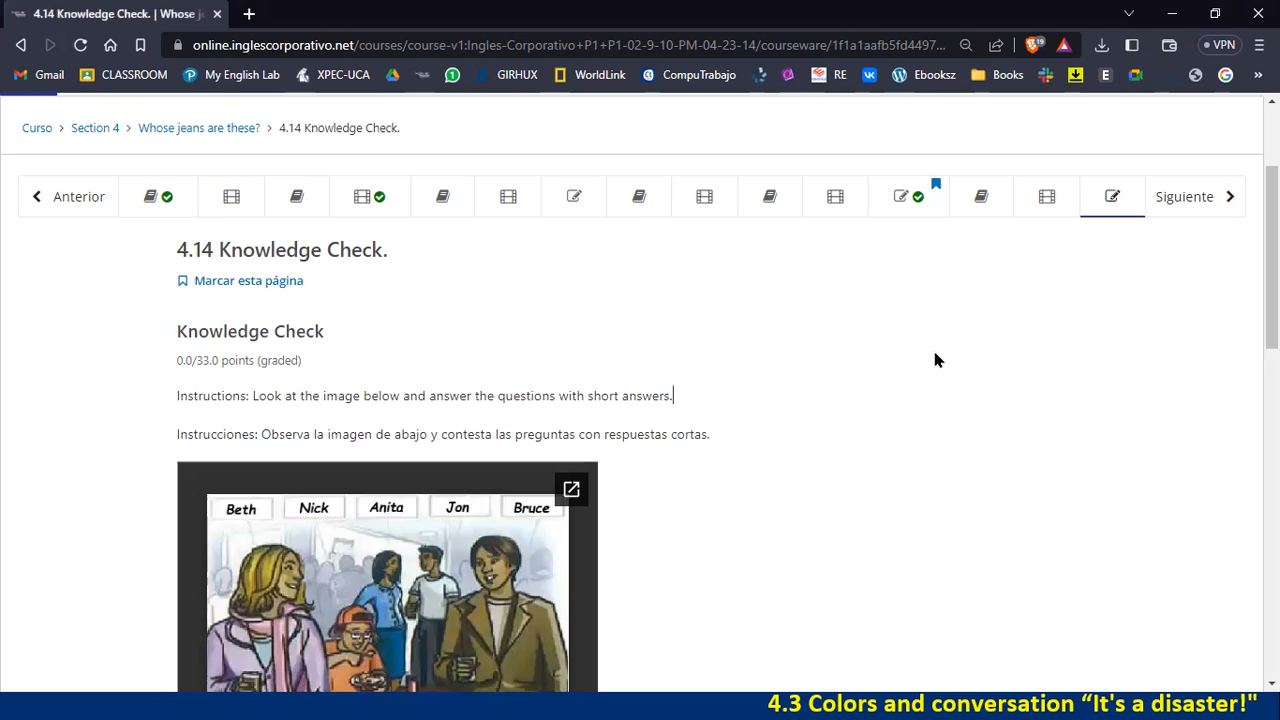 4.14 Knowledge Check. | Whose je
online.inglescorporativo.net/courses/course-v1:Ingles-Corporativo+P1+P1-02-9-10-PM-04-23-14/courseware/1f1a1aafb5fd4497...
19
VPN
Gmail CLASSROOM My English Lab XPEC-UCA GIRHUX WorldLink CompuTrabajo RE Ebooksz Books »
Curso > Section 4 > Whose jeans are these? > 4.14 Knowledge Check.
Anterior Siguiente
4.14 Knowledge Check.
Marcar esta página
Knowledge Check
0.0/33.0 points (graded)
Instructions: Look at the image below and answer the questions with short answers.
Instrucciones: Observa la imagen de abajo y contesta las preguntas con respuestas cortas.
Beth Nick Anita Jon Bruce
4.3 Colors and conversation “It's a disaster!"